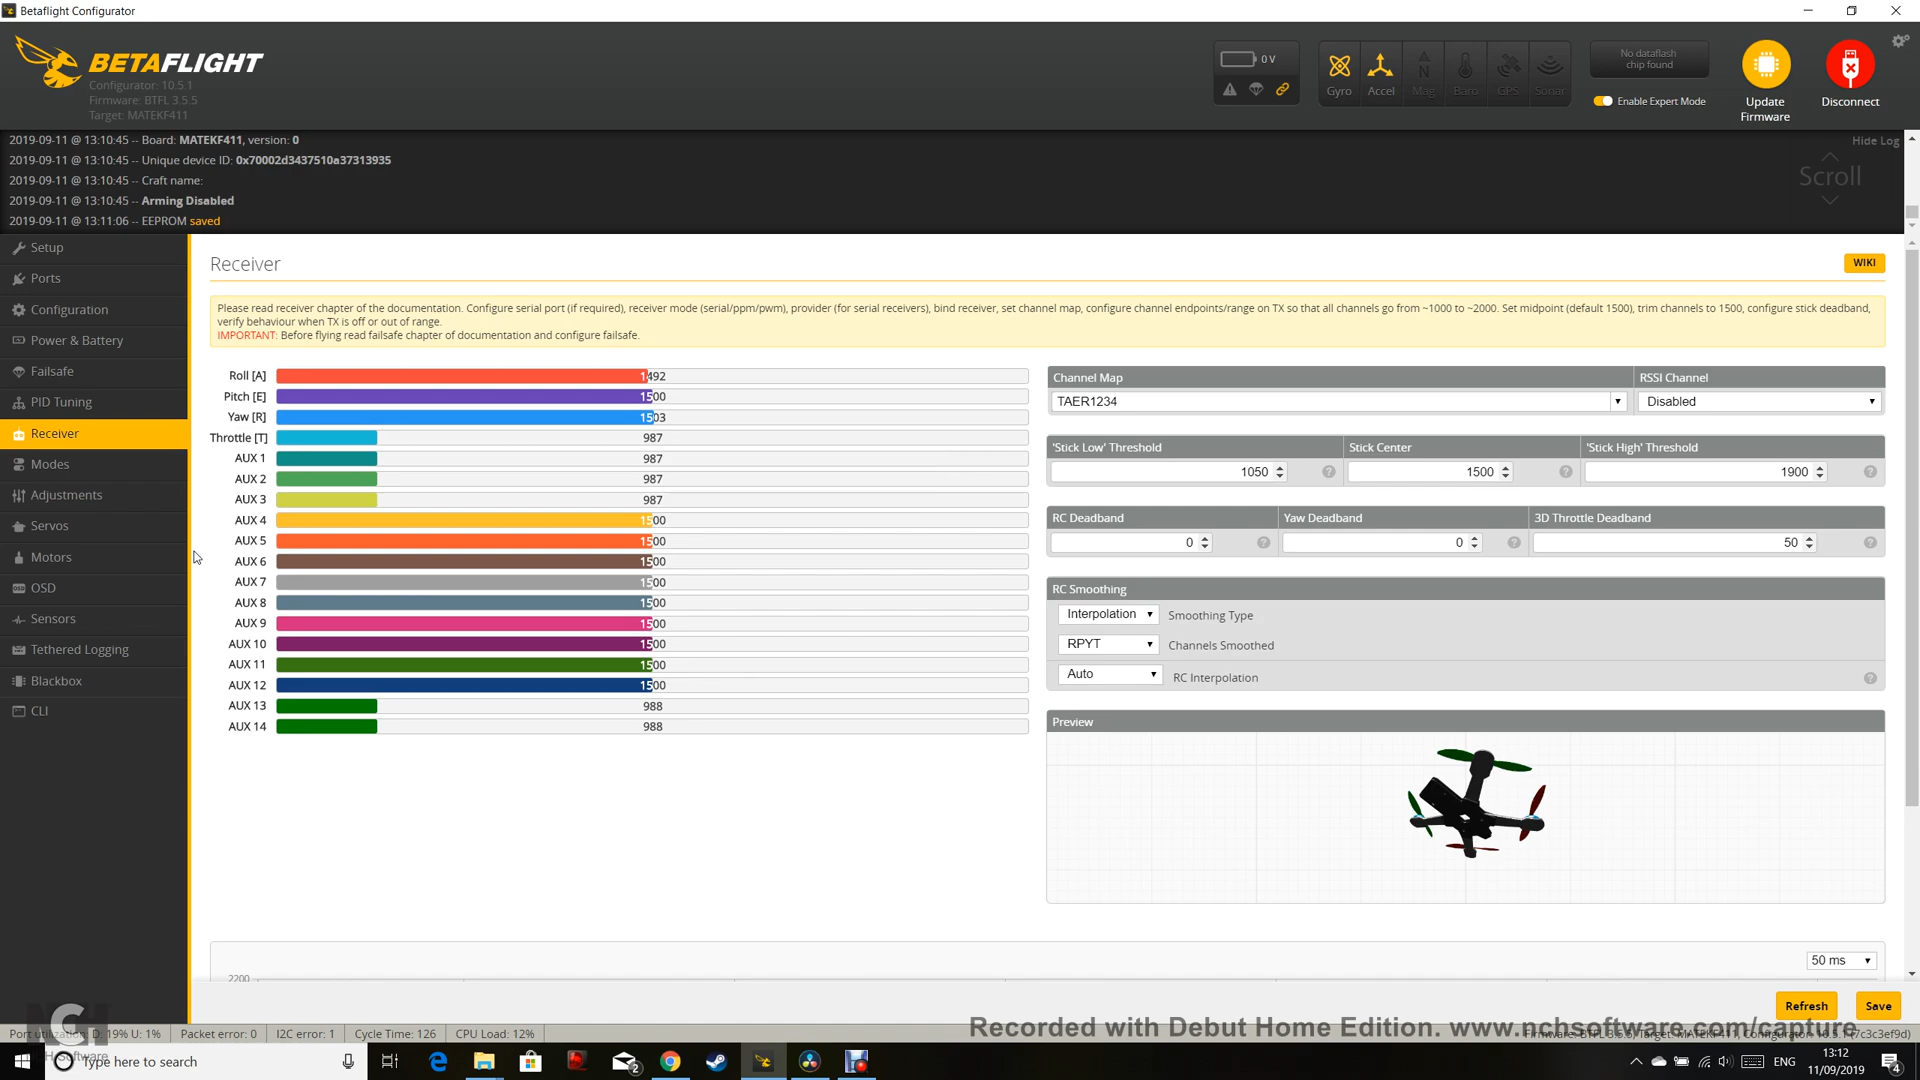 Betaflight Configurator
BETAFLIGHT
Configurator: 10.5.1
Firmware: BTFL 3.5.5
Target: MATEKF411
0 V
Gyro
Accel
Mag
Baro
GPS
Sonar
No dataflash
chip found
Enable Expert Mode
Update
Firmware
Disconnect
2019-09-11 @ 13:10:45 -- Board: MATEKF411, version: 0
2019-09-11 @ 13:10:45 -- Unique device ID: 0x70002d3437510a37313935
2019-09-11 @ 13:10:45 -- Craft name:
2019-09-11 @ 13:10:45 -- Arming Disabled
2019-09-11 @ 13:11:06 -- EEPROM saved
Hide Log
Scroll
Setup
Ports
Configuration
Power & Battery
Failsafe
PID Tuning
Receiver
Modes
Adjustments
Servos
Motors
OSD
Sensors
Tethered Logging
Blackbox
CLI
Receiver
WIKI
Please read receiver chapter of the documentation. Configure serial port (if required), receiver mode (serial/ppm/pwm), provider (for serial receivers), bind receiver, set channel map, configure channel endpoints/range on TX so that all channels go from ~1000 to ~2000. Set midpoint (default 1500), trim channels to 1500, configure stick deadband,
verify behaviour when TX is off or out of range.
IMPORTANT: Before flying read failsafe chapter of documentation and configure failsafe.
Roll [A] 1492
Pitch [E] 1500
Yaw [R] 1503
Throttle [T] 987
AUX 1 987
AUX 2 987
AUX 3 987
AUX 4 1500
AUX 5 1500
AUX 6 1500
AUX 7 1500
AUX 8 1500
AUX 9 1500
AUX 10 1500
AUX 11 1500
AUX 12 1500
AUX 13 988
AUX 14 988
Channel Map
RSSI Channel
TAER1234
Disabled
'Stick Low' Threshold
Stick Center
'Stick High' Threshold
1050
1500
1900
RC Deadband
Yaw Deadband
3D Throttle Deadband
0
0
50
RC Smoothing
Interpolation Smoothing Type
RPYT Channels Smoothed
Auto RC Interpolation
Preview
50 ms
2200
Refresh
Save
Port utilization: D: 19% U: 1%
Packet error: 0
I2C error: 1
Cycle Time: 126
CPU Load: 12%
Recorded with Debut Home Edition. www.nchsoftware.com/capture
NCH Software
Type here to search
2
ENG
13:12
11/09/2019
4